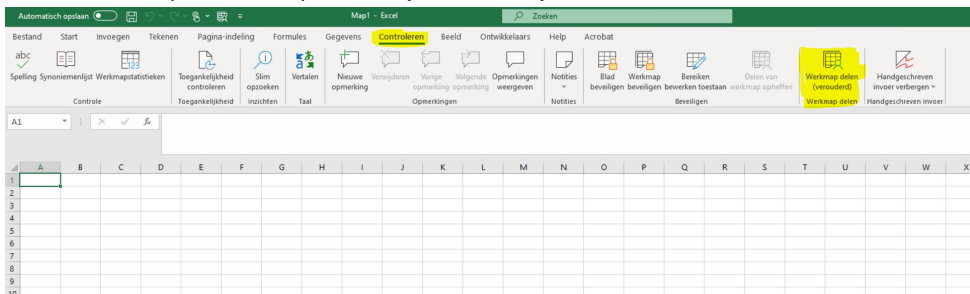 Automatisch opslaan
Map1 - Excel
Zoeken
Bestand Start Invoegen Tekenen Pagina-indeling Formules Gegevens Controleren Beeld Ontwikkelaars Help Acrobat
abc
Spelling Synoniemenlijst Werkmapstatistieken
Toegankelijkheid controleren
Slim opzoeken
Vertalen
Nieuwe opmerking
Verwijderen
Vorige opmerking
Volgende opmerking
Opmerkingen weergeven
Notities
Blad beveiligen
Werkmap beveiligen
Bereiken bewerken toestaan
Delen van werkmap opheffen
Werkmap delen (verouderd)
Handgeschreven invoer verbergen
Controle Toegankelijkheid Inzichten Taal Opmerkingen Notities Beveiligen Werkmap delen Handgeschreven invoer
A1 fx
A B C D E F G H I J K L M N O P Q R S T U V W X
1
2
3
4
5
6
7
8
9
10